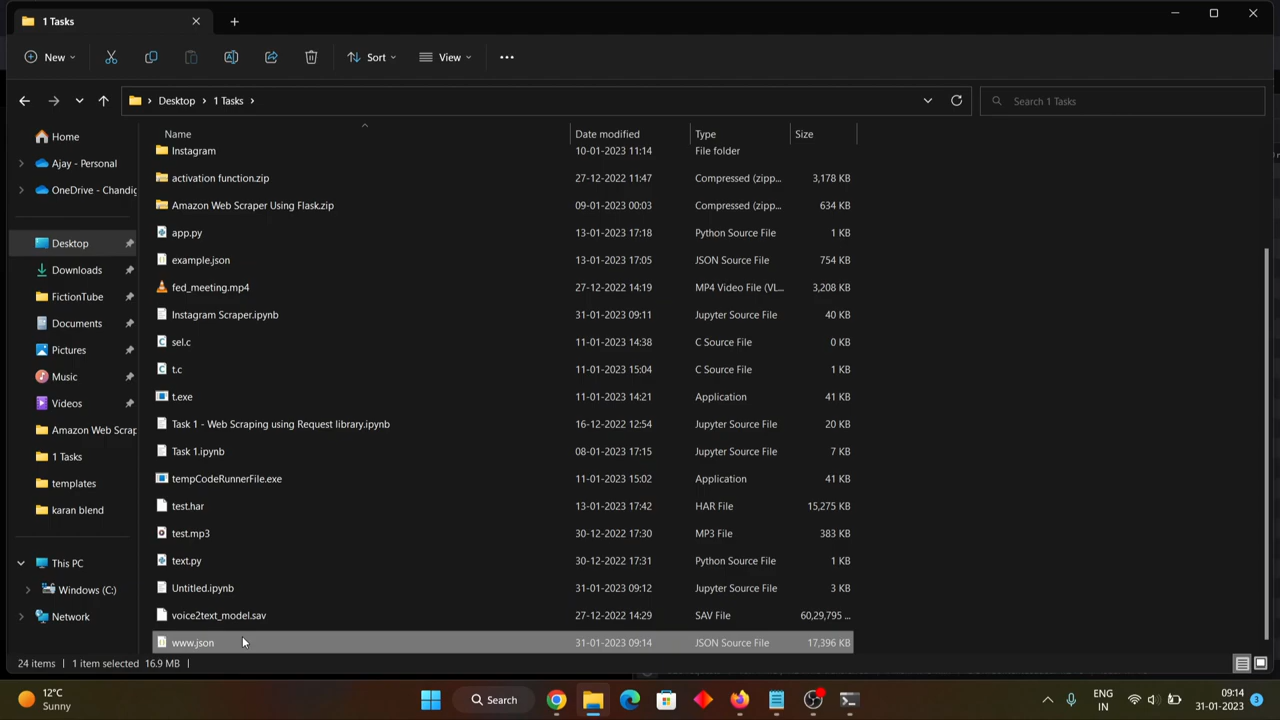 1 Tasks
New
Sort
View
Desktop
1 Tasks
Search 1 Tasks
Name
Date modified
Type
Size
Home
Ajay - Personal
OneDrive - Chandig
Desktop
Downloads
FictionTube
Documents
Pictures
Music
Videos
Amazon Web Scrap
1 Tasks
templates
karan blend
This PC
Windows (C:)
Network
Instagram 10-01-2023 11:14 File folder
activation function.zip 27-12-2022 11:47 Compressed (zipp... 3,178 KB
Amazon Web Scraper Using Flask.zip 09-01-2023 00:03 Compressed (zipp... 634 KB
app.py 13-01-2023 17:18 Python Source File 1 KB
example.json 13-01-2023 17:05 JSON Source File 754 KB
fed_meeting.mp4 27-12-2022 14:19 MP4 Video File (VL... 3,208 KB
Instagram Scraper.ipynb 31-01-2023 09:11 Jupyter Source File 40 KB
sel.c 11-01-2023 14:38 C Source File 0 KB
t.c 11-01-2023 15:04 C Source File 1 KB
t.exe 11-01-2023 14:21 Application 41 KB
Task 1 - Web Scraping using Request library.ipynb 16-12-2022 12:54 Jupyter Source File 20 KB
Task 1.ipynb 08-01-2023 17:15 Jupyter Source File 7 KB
tempCodeRunnerFile.exe 11-01-2023 15:02 Application 41 KB
test.har 13-01-2023 17:42 HAR File 15,275 KB
test.mp3 30-12-2022 17:30 MP3 File 383 KB
text.py 30-12-2022 17:31 Python Source File 1 KB
Untitled.ipynb 31-01-2023 09:12 Jupyter Source File 3 KB
voice2text_model.sav 27-12-2022 14:29 SAV File 60,29,795 ...
www.json 31-01-2023 09:14 JSON Source File 17,396 KB
24 items 1 item selected 16.9 MB
12°C
Sunny
Search
ENG
IN
09:14
31-01-2023
3